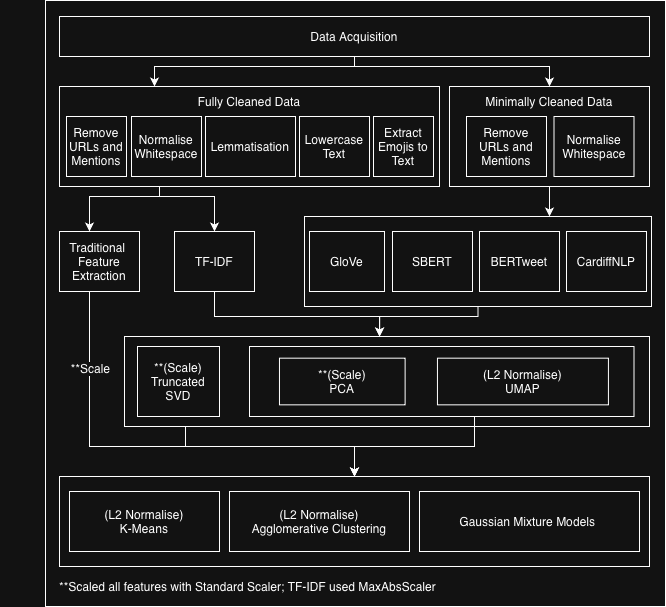 Data Acquisition
Fully Cleaned Data
Remove
URLs and
Mentions
Normalise
Whitespace
Lemmatisation
Lowercase
Text
Extract
Emojis to
Text
Minimally Cleaned Data
Remove
URLs and
Mentions
Normalise
Whitespace
Traditional
Feature
Extraction
TF-IDF
GloVe
SBERT
BERTweet
CardiffNLP
**Scale
**(Scale)
Truncated
SVD
**(Scale)
PCA
(L2 Normalise)
UMAP
(L2 Normalise)
K-Means
(L2 Normalise)
Agglomerative Clustering
Gaussian Mixture Models
**Scaled all features with Standard Scaler; TF-IDF used MaxAbsScaler